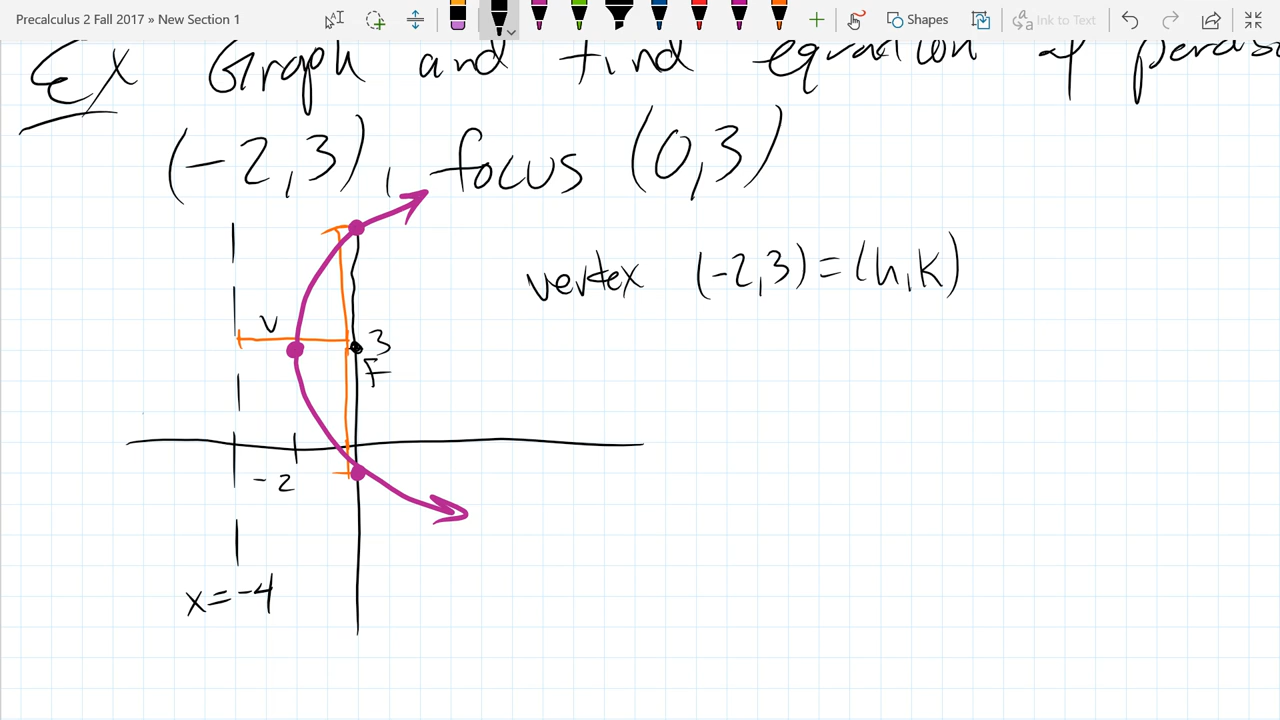 Precalculus 2 Fall 2017 » New Section 1
Shapes
Ink to Text
Ex Graph and find equation of
(-2,3), focus (0,3)
vertex (-2,3)=(h,k)
V
3
F
-2
x=-4